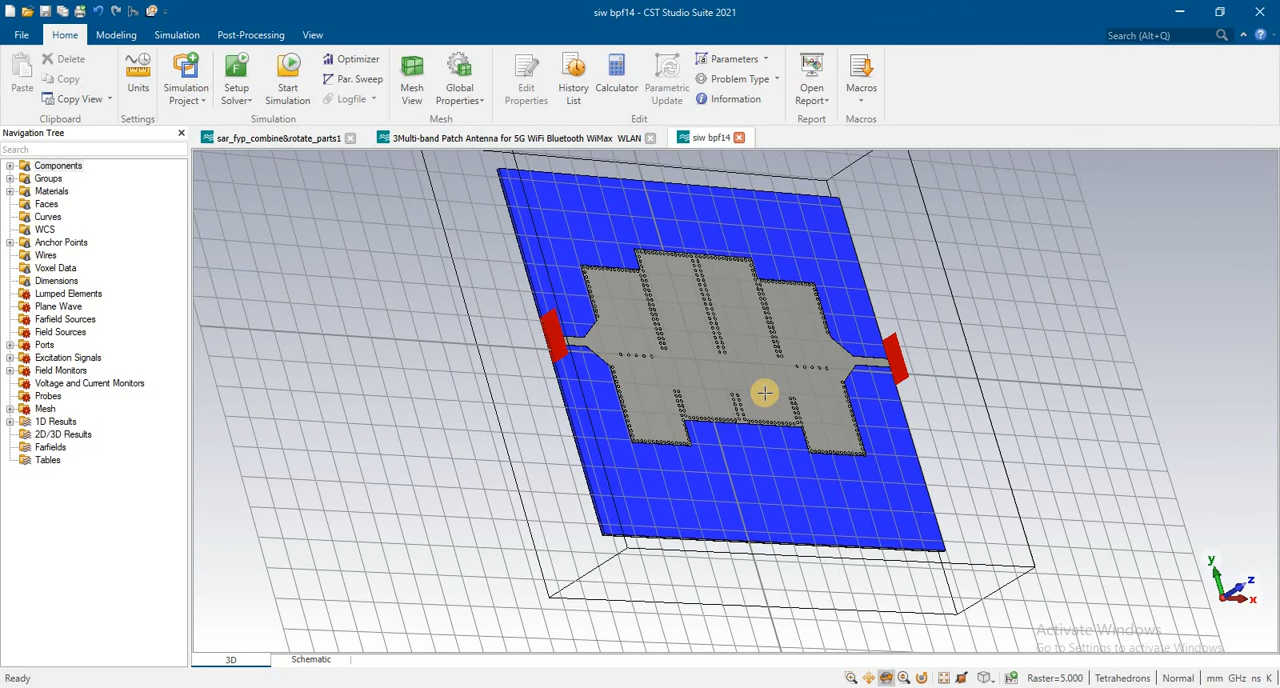 siw bpf14 - CST Studio Suite 2021
File Home Modeling Simulation Post-Processing View Search (Alt+Q)
Paste
Delete
Copy
Copy View
Clipboard
Units
Settings
Simulation Project
Setup Solver
Start Simulation
Optimizer
Par. Sweep
Logfile
Simulation
Mesh View
Global Properties
Mesh
Edit Properties
History List
Calculator
Parametric Update
Parameters
Problem Type
Information
Edit
Open Report
Report
Macros
Macros
Navigation Tree
Search
sar_fyp_combine&rotate_parts1
3Multi-band Patch Antenna for 5G WiFi Bluetooth WiMax WLAN
siw bpf14
Components
Groups
Materials
Faces
Curves
WCS
Anchor Points
Wires
Voxel Data
Dimensions
Lumped Elements
Plane Wave
Farfield Sources
Field Sources
Ports
Excitation Signals
Field Monitors
Voltage and Current Monitors
Probes
Mesh
1D Results
2D/3D Results
Farfields
Tables
y
z
x
Activate Windows
Go to Settings to activate Windows.
3D Schematic
Ready
Raster=5.000 Tetrahedrons Normal mm GHz ns K